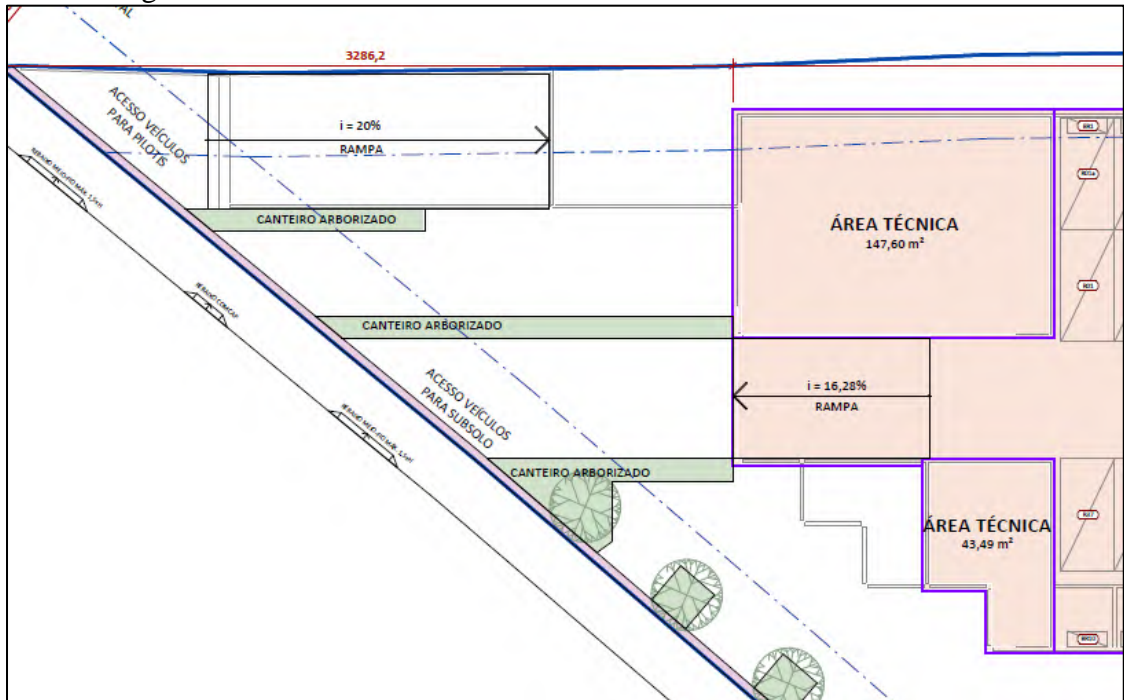 3286,2
ACESSO VEÍCULOS
PARA PILOTIS
i = 20%
RAMPA
CANTEIRO ARBORIZADO
ÁREA TÉCNICA
147,60 m²
CANTEIRO ARBORIZADO
ACESSO VEÍCULOS
PARA SUBSOLO
i = 16,28%
RAMPA
CANTEIRO ARBORIZADO
ÁREA TÉCNICA
43,49 m²